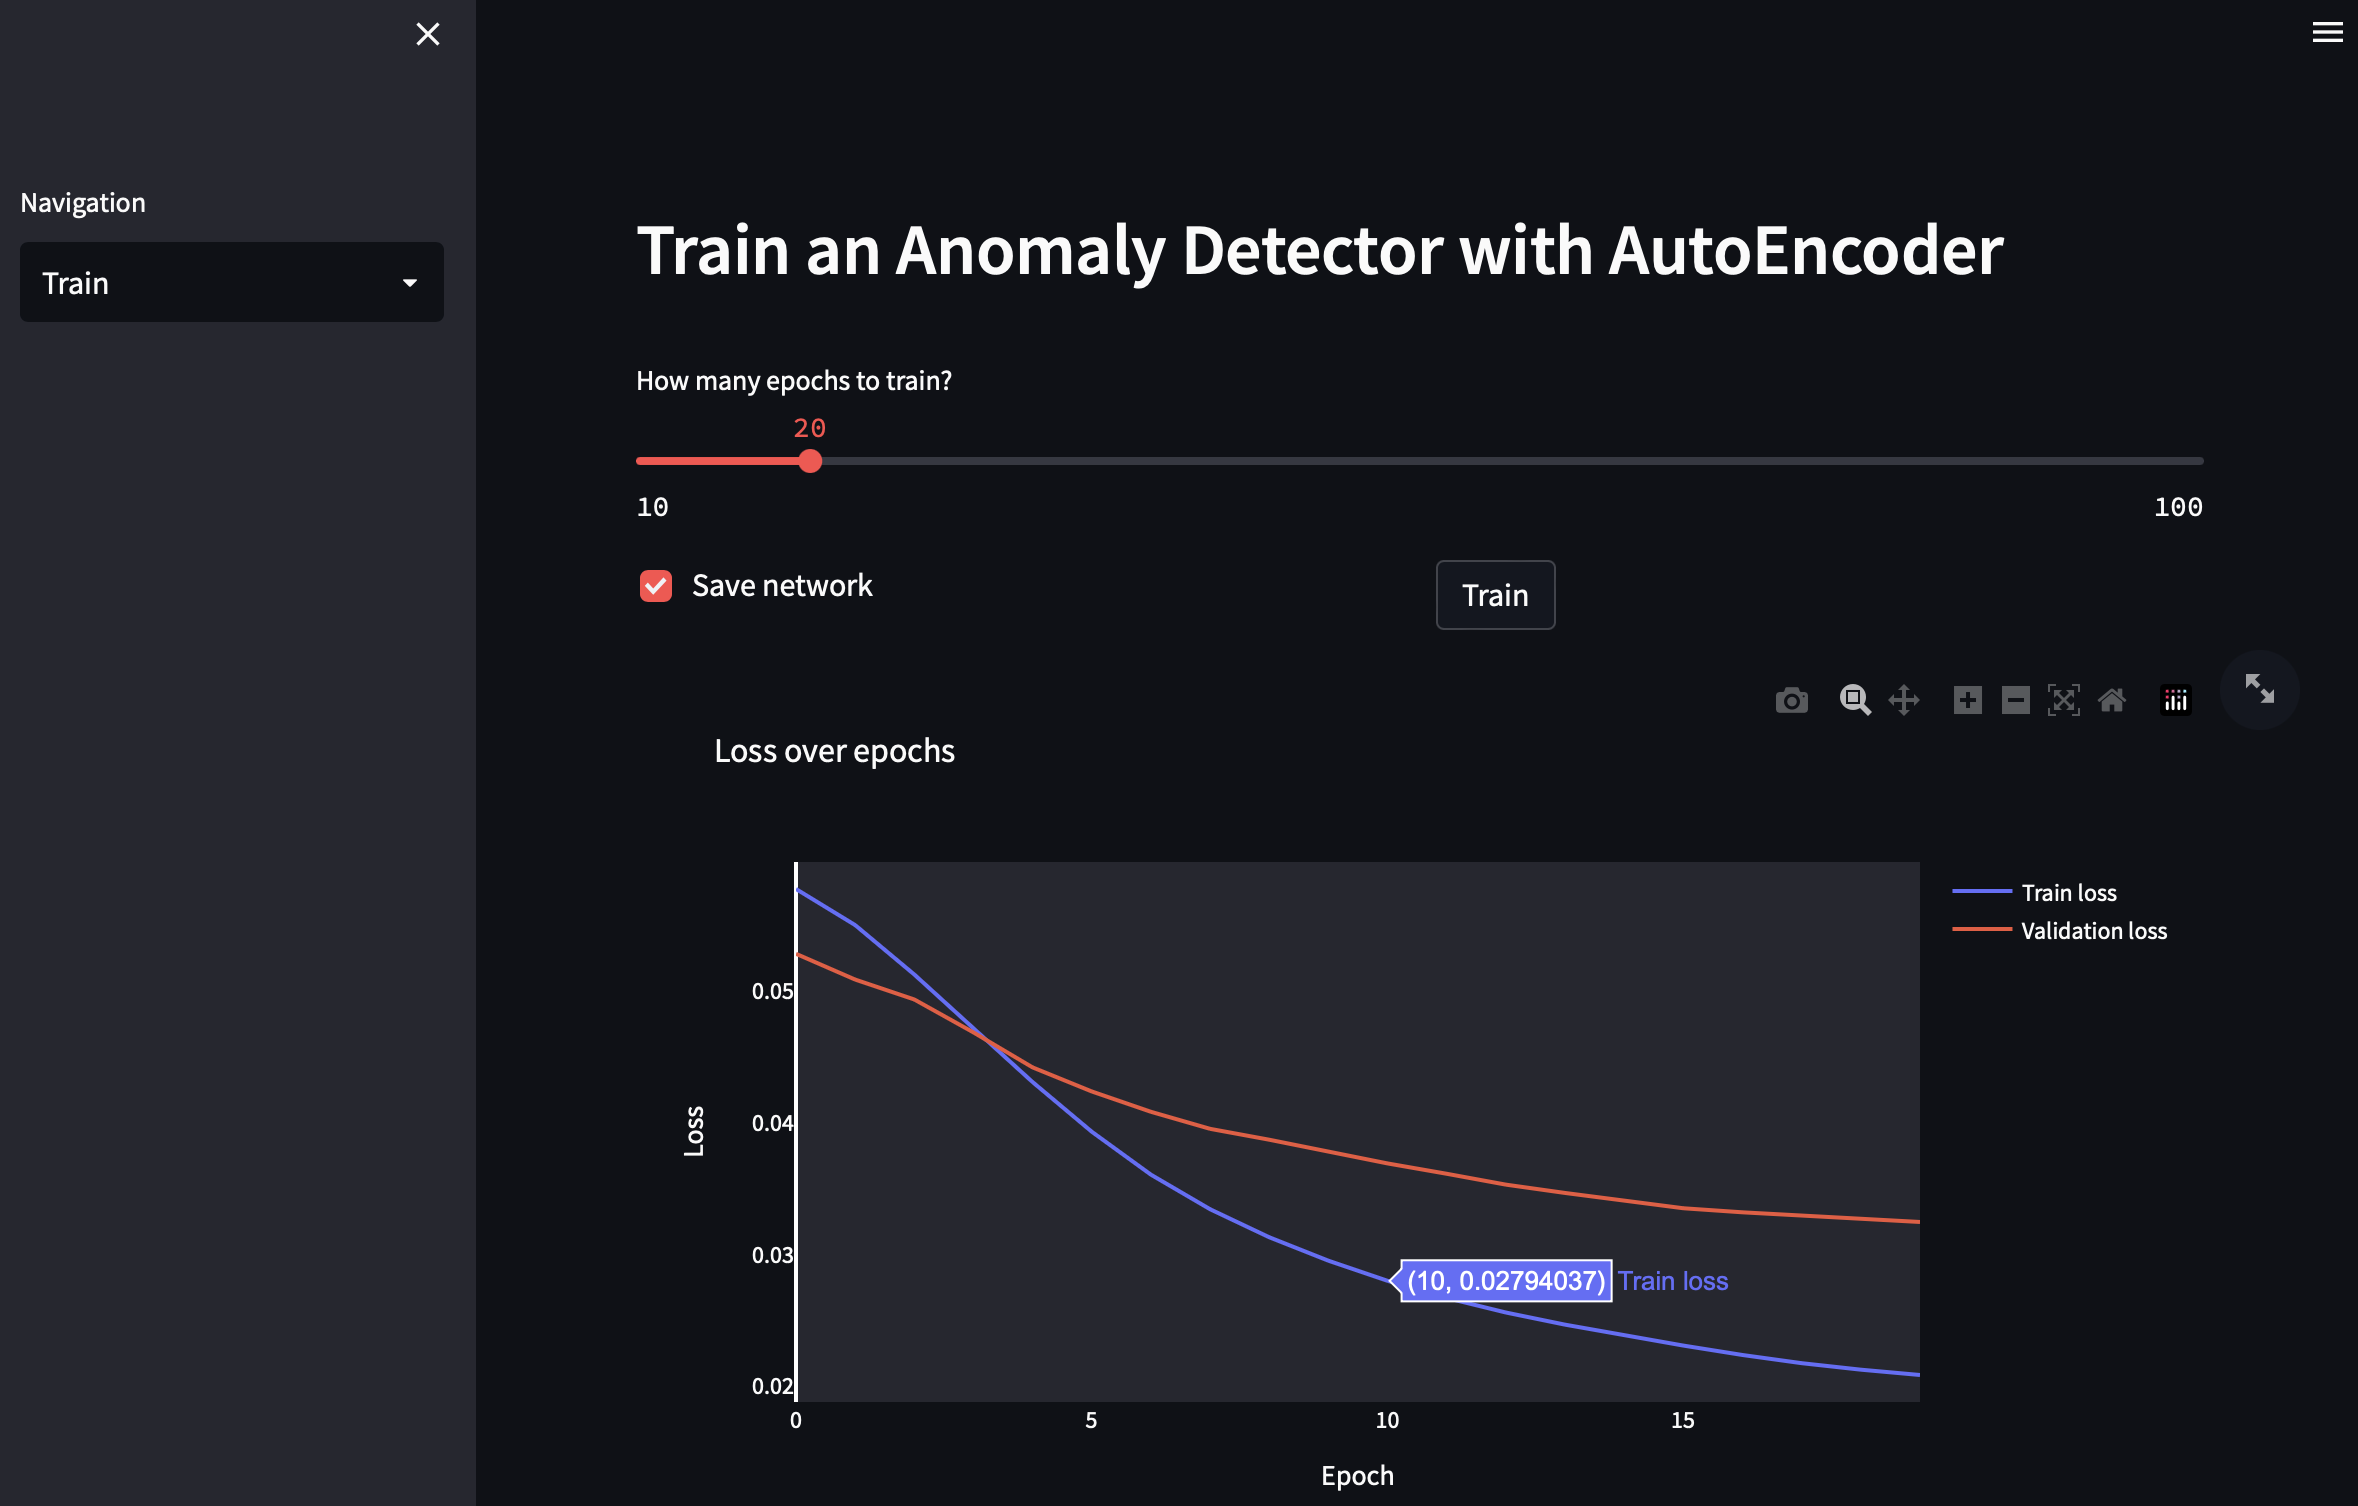 Navigation
Train
Train an Anomaly Detector with AutoEncoder
How many epochs to train?
20
10
100
Save network
Train
Loss over epochs
Train loss
Validation loss
0.05
0.04
0.03
0.02
Loss
(10, 0.02794037) Train loss
0
5
10
15
Epoch